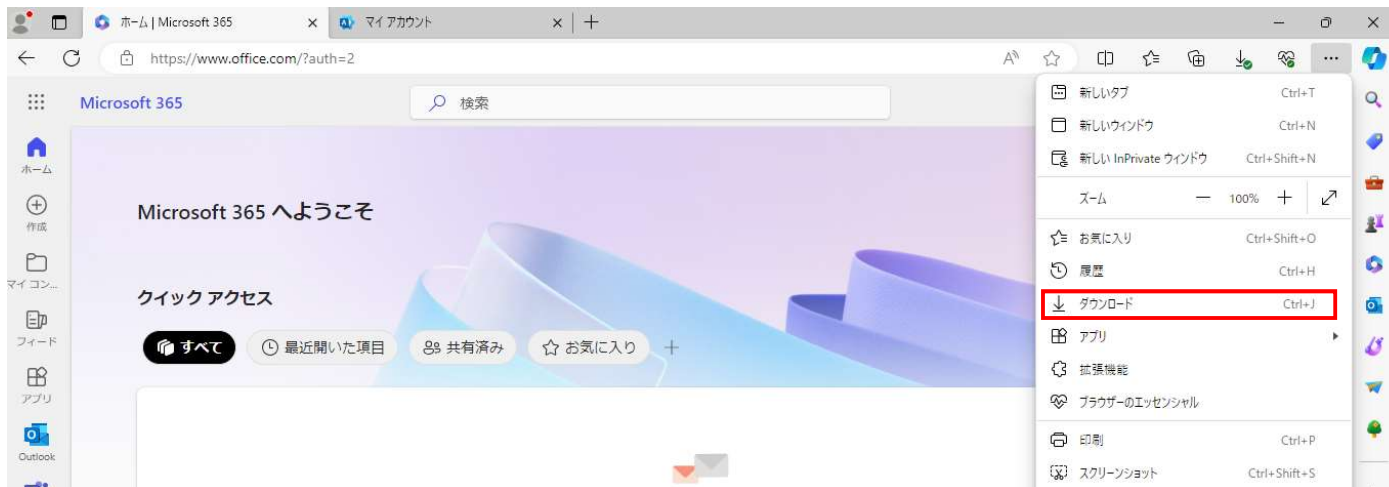 ホーム | Microsoft 365
マイ アカウント
https://www.office.com/?auth=2
Microsoft 365
検索
ホーム
作成
マイ コン...
フィード
アプリ
Outlook
Microsoft 365 へようこそ
クイック アクセス
すべて
最近開いた項目
共有済み
お気に入り
新しいタブ Ctrl+T
新しいウィンドウ Ctrl+N
新しい InPrivate ウィンドウ Ctrl+Shift+N
ズーム 100%
お気に入り Ctrl+Shift+O
履歴 Ctrl+H
ダウンロード Ctrl+J
アプリ
拡張機能
ブラウザーのエッセンシャル
印刷 Ctrl+P
スクリーンショット Ctrl+Shift+S